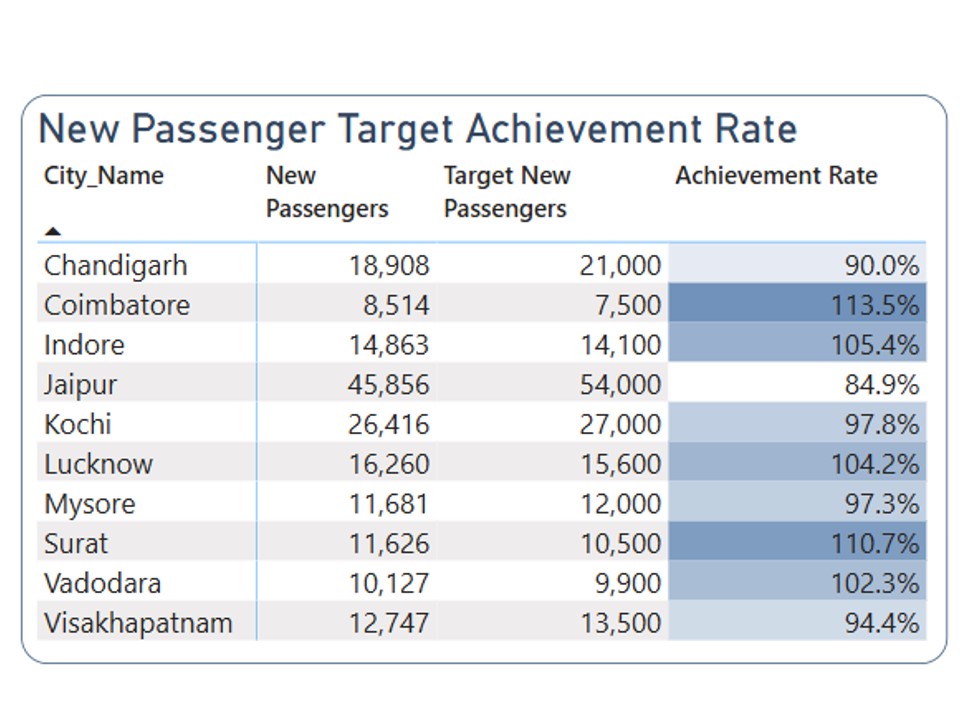 New Passenger Target Achievement Rate
City_Name New Passengers Target New Passengers Achievement Rate
Chandigarh 18,908 21,000 90.0%
Coimbatore 8,514 7,500 113.5%
Indore 14,863 14,100 105.4%
Jaipur 45,856 54,000 84.9%
Kochi 26,416 27,000 97.8%
Lucknow 16,260 15,600 104.2%
Mysore 11,681 12,000 97.3%
Surat 11,626 10,500 110.7%
Vadodara 10,127 9,900 102.3%
Visakhapatnam 12,747 13,500 94.4%